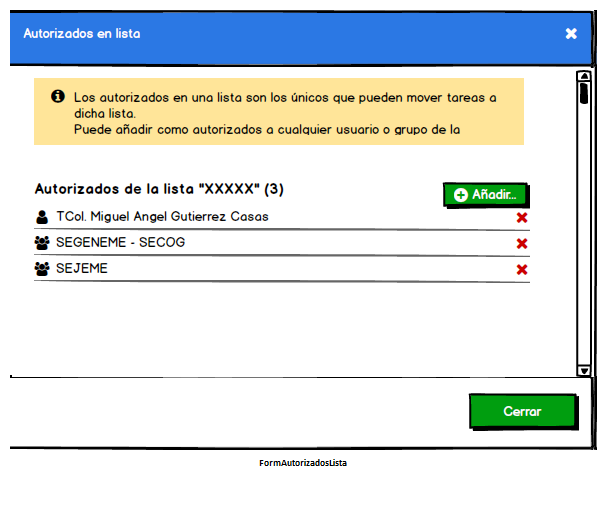 Autorizados en lista
Los autorizados en una lista son los únicos que pueden mover tareas a
dicha lista.
Puede añadir como autorizados a cualquier usuario o grupo de la
Autorizados de la lista "XXXXX" (3)
Añadir...
TCol. Miguel Angel Gutierrez Casas
SEGENEME - SECOG
SEJEME
Cerrar
FormAutorizadosLista